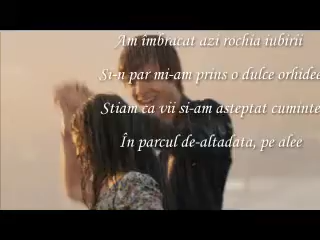 Am imbracat azi rochia iubirii
Si-n par mi-am prins o dulce orhidee
Stiam ca vii si-am asteptat cuminte
În parcul de-altadata, pe alee